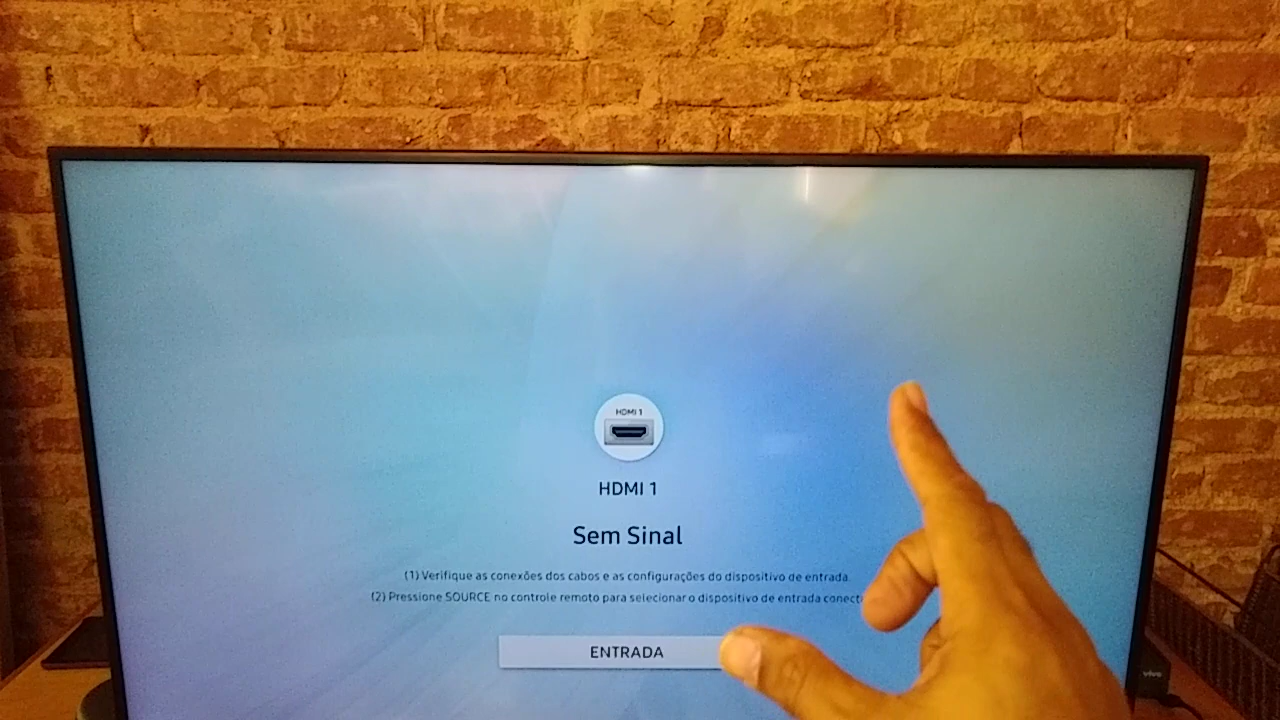 HDMI 1
HDMI 1
Sem Sinal
(1) Verifique as conexões dos cabos e as configurações do dispositivo de entrada.
(2) Pressione SOURCE no controle remoto para selecionar o dispositivo de entrada
ENTRADA
vivo